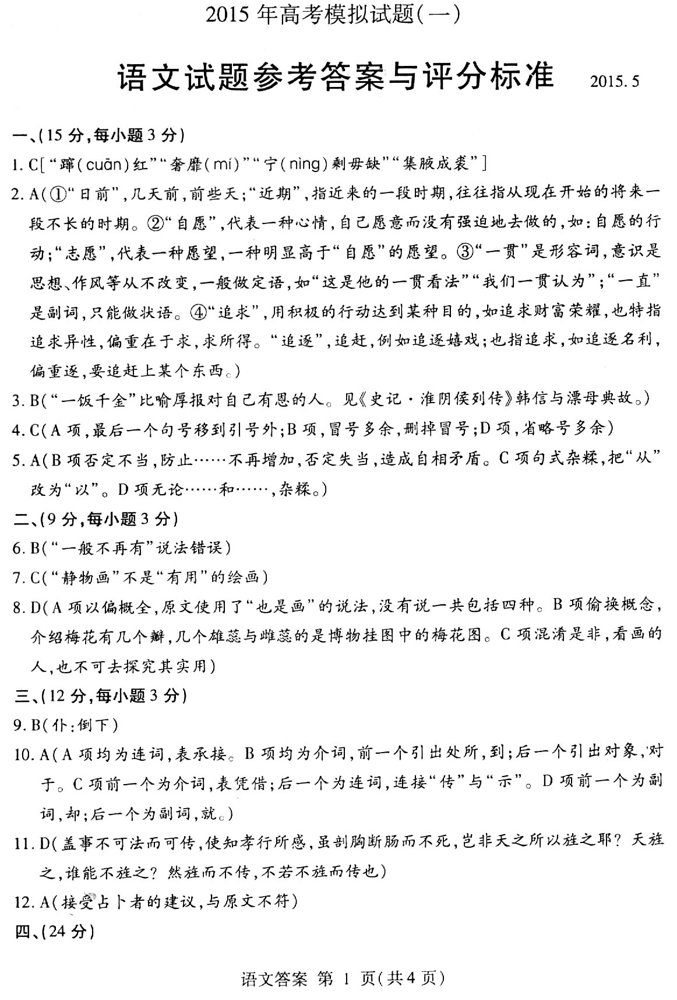 2015 年高考模拟试题(一)
语文试题参考答案与评分标准 2015.5
一、(15 分,每小题 3 分)
1. C[“蹿(cuān)红”“奢靡(mí)”“宁(nìng)剩毋缺”“集腋成裘”]
2. A(①“日前”,几天前,前些天;“近期”,指近来的一段时期,往往指从现在开始的将来一
段不长的时期。②“自愿”,代表一种心情,自己愿意而没有强迫地去做的,如:自愿的行
动;“志愿”,代表一种愿望,一种明显高于“自愿”的愿望。③“一贯”是形容词,意识是
思想、作风等从不改变,一般做定语,如“这是他的一贯看法”“我们一贯认为”;“一直”
是副词,只能做状语。④“追求”,用积极的行动达到某种目的,如追求财富荣耀,也特指
追求异性,偏重在于求,求所得。“追逐”,追赶,例如追逐嬉戏;也指追求,如追逐名利,
偏重逐,要追赶上某个东西。)
3. B(“一饭千金”比喻厚报对自己有恩的人。见《史记·淮阴侯列传》韩信与漂母典故。)
4. C(A 项,最后一个句号移到引号外;B 项,冒号多余,删掉冒号;D 项,省略号多余)
5. A(B 项否定不当,防止……不再增加,否定失当,造成自相矛盾。C 项句式杂糅,把“从”
改为“以”。D 项无论……和……,杂糅。)
二、(9 分,每小题 3 分)
6. B(“一般不再有”说法错误)
7. C(“静物画”不是“有用”的绘画)
8. D(A 项以偏概全,原文使用了“也是画”的说法,没有说一共包括四种。B 项偷换概念,
介绍梅花有几个瓣,几个雄蕊与雌蕊的是博物挂图中的梅花图。C 项混淆是非,看画的
人,也不可去探究其实用)
三、(12 分,每小题 3 分)
9. B(仆:倒下)
10. A(A 项均为连词,表承接。B 项均为介词,前一个引出处所,到;后一个引出对象,对
于。C 项前一个为介词,表凭借;后一个为连词,连接“传”与“示”。D 项前一个为副
词,却;后一个为副词,就。)
11. D(盖事不可法而可传,使知孝行所感,虽剖胸断肠而不死,岂非天之所以旌之耶?天旌
之,谁能不旌之?然旌而不传,不若不旌而传也)
12. A(接受占卜者的建议,与原文不符)
四、(24 分)
语文答案 第 1 页(共 4 页)